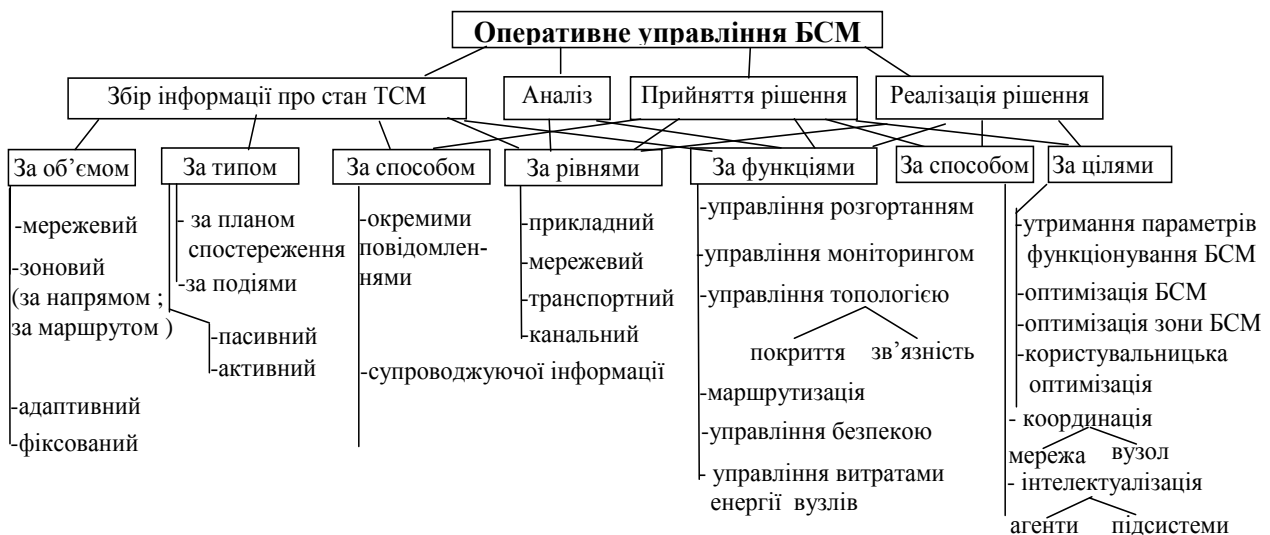 Оперативне управління БСМ
Збір інформації про стан ТСМ
Аналіз
Прийняття рішення
Реалізація рішення
За об’ємом
За типом
За способом
За рівнями
За функціями
За способом
За цілями
-мережевий
-зоновий
(за напрямом ;
за маршрутом )
-адаптивний
-фіксований
- за планом
спостереження
-за подіями
-пасивний
-активний
-окремими
повідомлен-
нями
-супроводжуючої інформації
-прикладний
-мережевий
-транспортний
-канальний
-управління розгортанням
-управління моніторингом
-управління топологією
покриття
зв’язність
-маршрутизація
-управління безпекою
- управління витратами
енергії вузлів
-утримання параметрів
функціонування БСМ
-оптимізація БСМ
-оптимізація зони БСМ
-користувальницька
оптимізація
- координація
мережа
вузол
- інтелектуалізація
агенти
підсистеми